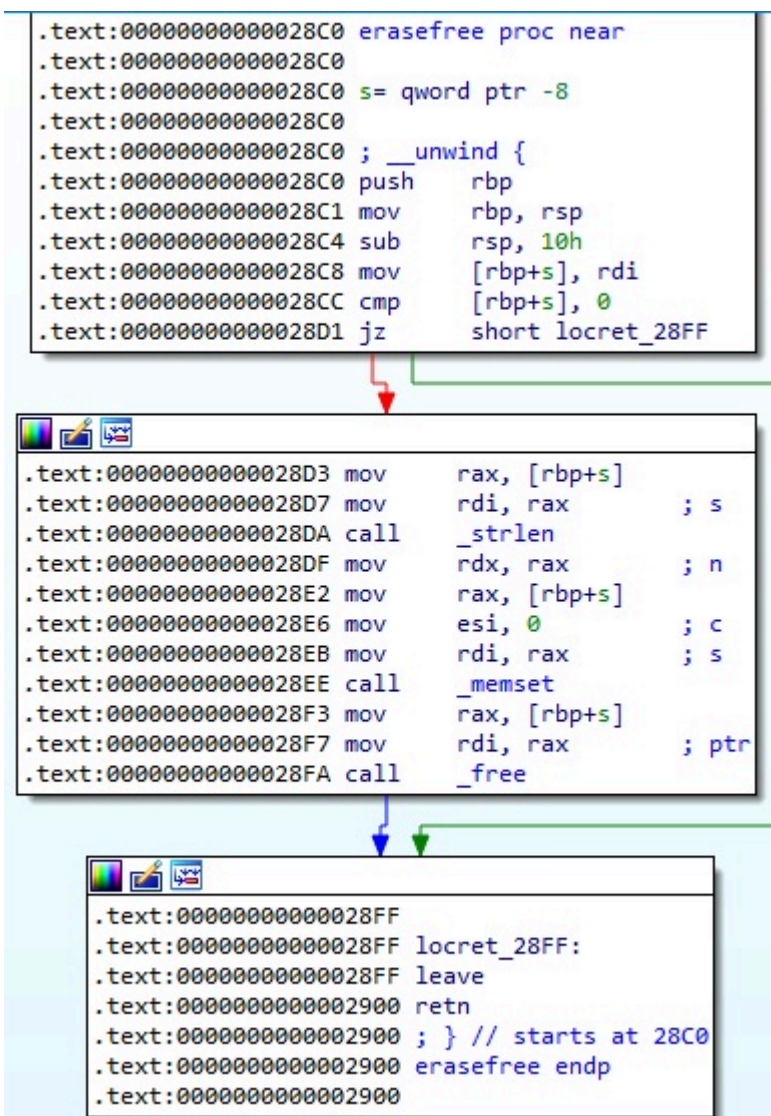 .text:00000000000028C0 erasefree proc near
.text:00000000000028C0
.text:00000000000028C0 s= qword ptr -8
.text:00000000000028C0
.text:00000000000028C0 ; __unwind {
.text:00000000000028C0 push rbp
.text:00000000000028C1 mov rbp, rsp
.text:00000000000028C4 sub rsp, 10h
.text:00000000000028C8 mov [rbp+s], rdi
.text:00000000000028CC cmp [rbp+s], 0
.text:00000000000028D1 jz short locret_28FF
.text:00000000000028D3 mov rax, [rbp+s]
.text:00000000000028D7 mov rdi, rax ; s
.text:00000000000028DA call _strlen
.text:00000000000028DF mov rdx, rax ; n
.text:00000000000028E2 mov rax, [rbp+s]
.text:00000000000028E6 mov esi, 0 ; c
.text:00000000000028EB mov rdi, rax ; s
.text:00000000000028EE call _memset
.text:00000000000028F3 mov rax, [rbp+s]
.text:00000000000028F7 mov rdi, rax ; ptr
.text:00000000000028FA call _free
.text:00000000000028FF
.text:00000000000028FF locret_28FF:
.text:00000000000028FF leave
.text:0000000000002900 retn
.text:0000000000002900 ; } // starts at 28C0
.text:0000000000002900 erasefree endp
.text:0000000000002900